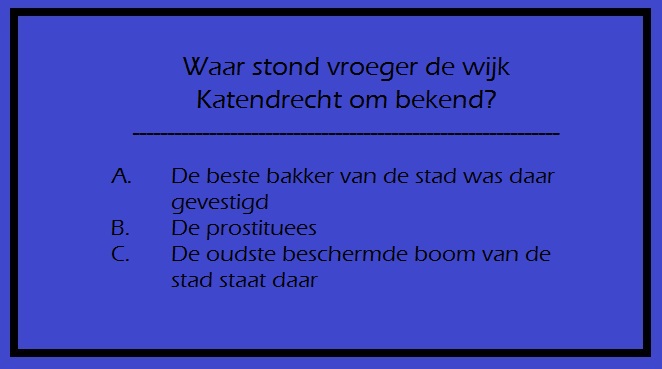 Waar stond vroeger de wijk
Katendrecht om bekend?
A. De beste bakker van de stad was daar
gevestigd
B. De prostituees
C. De oudste beschermde boom van de
stad staat daar